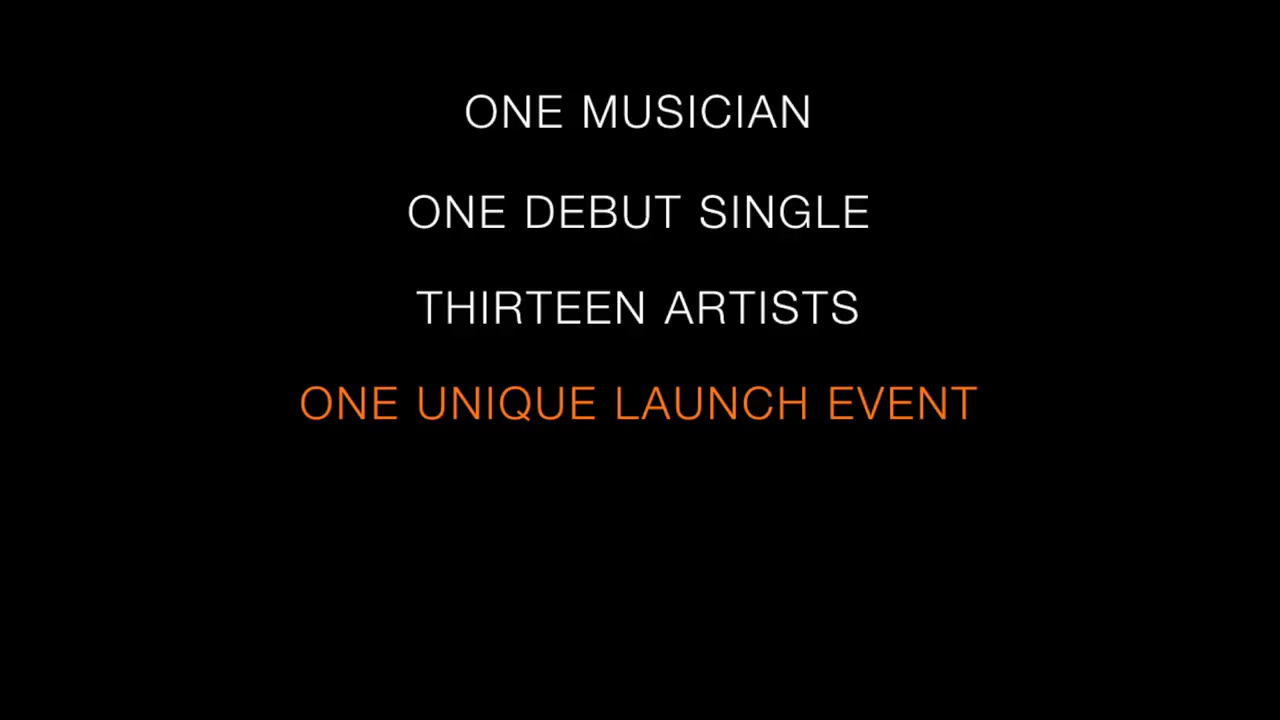 ONE MUSICIAN
ONE DEBUT SINGLE
THIRTEEN ARTISTS
ONE UNIQUE LAUNCH EVENT